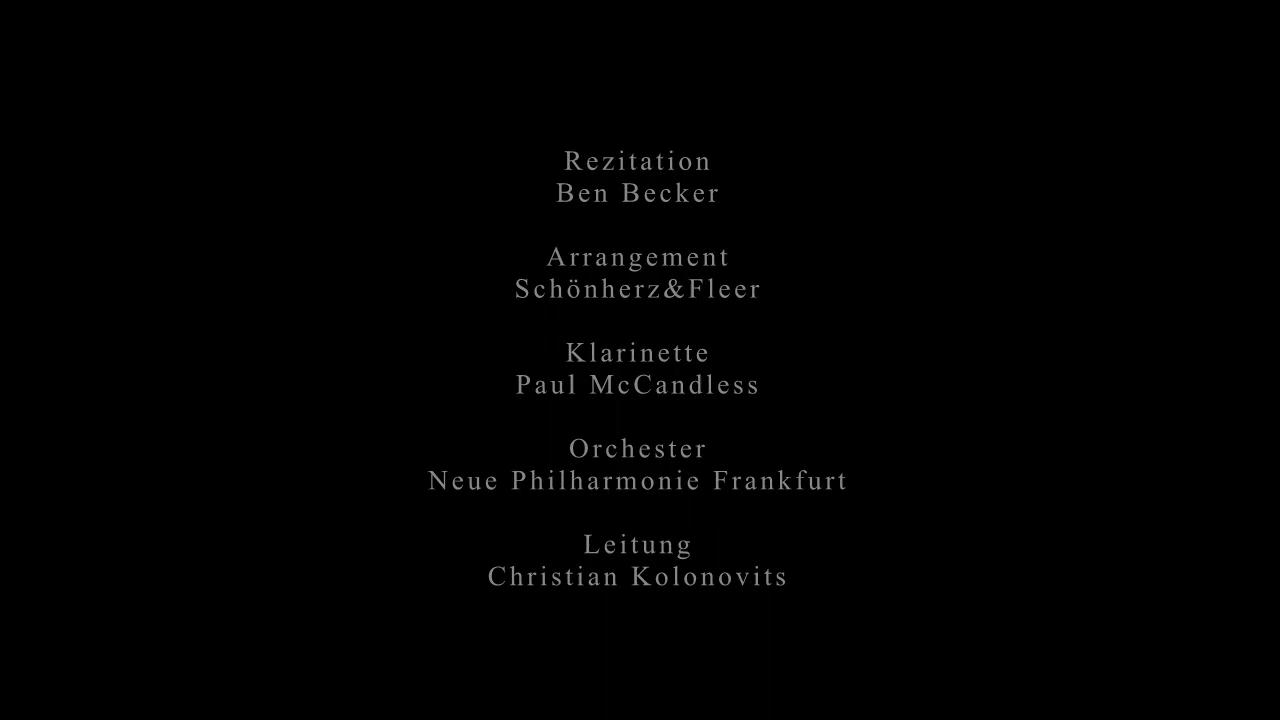 Rezitation
Ben Becker
Arrangement
Schönherz&Fleer
Klarinette
Paul McCandless
Orchester
Neue Philharmonie Frankfurt
Leitung
Christian Kolonovits